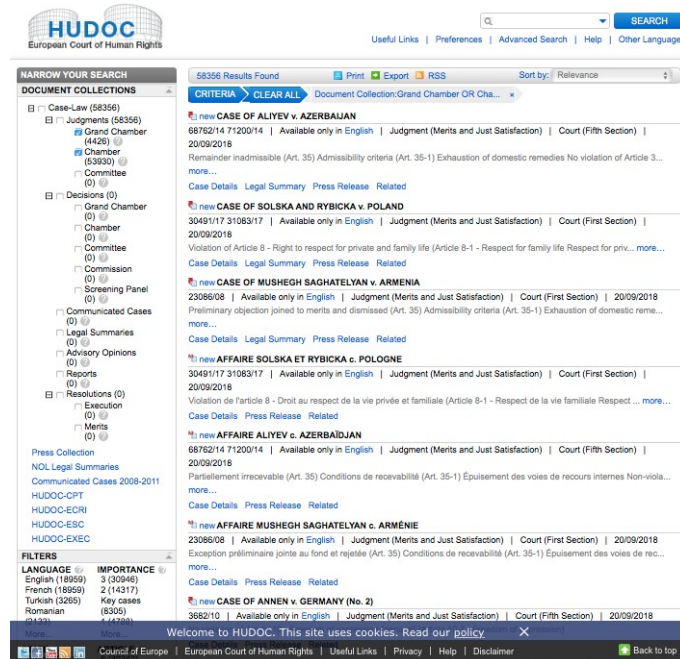 HUDOC
European Court of Human Rights
SEARCH
Useful Links | Preferences | Advanced Search | Help | Other Language
NARROW YOUR SEARCH
DOCUMENT COLLECTIONS
Case-Law (58356)
Judgments (58356)
Grand Chamber
(4426)
Chamber
(53930)
Committee
(0)
Decisions (0)
Grand Chamber
(0)
Chamber
(0)
Committee
(0)
Commission
(0)
Screening Panel
(0)
Communicated Cases
(0)
Legal Summaries
(0)
Advisory Opinions
(0)
Reports
(0)
Resolutions (0)
Execution
(0)
Merits
(0)
Press Collection
NOL Legal Summaries
Communicated Cases 2008-2011
HUDOC-CPT
HUDOC-ECRI
HUDOC-ESC
HUDOC-EXEC
FILTERS
LANGUAGE IMPORTANCE
English (18959) 3 (30946)
French (18959) 2 (14317)
Turkish (3265) Key cases
Romanian (8305)
More... More...
58356 Results Found Print Export RSS Sort by: Relevance
CRITERIA CLEAR ALL Document Collection:Grand Chamber OR Cha... ×
new CASE OF ALIYEV v. AZERBAIJAN
68762/14 71200/14 | Available only in English | Judgment (Merits and Just Satisfaction) | Court (Fifth Section) |
20/09/2018
Remainder inadmissible (Art. 35) Admissibility criteria (Art. 35-1) Exhaustion of domestic remedies No violation of Article 3...
more...
Case Details Legal Summary Press Release Related
new CASE OF SOLSKA AND RYBICKA v. POLAND
30491/17 31083/17 | Available only in English | Judgment (Merits and Just Satisfaction) | Court (First Section) |
20/09/2018
Violation of Article 8 - Right to respect for private and family life (Article 8-1 - Respect for family life Respect for priv... more...
Case Details Legal Summary Press Release Related
new CASE OF MUSHEGH SAGHATELYAN v. ARMENIA
23086/08 | Available only in English | Judgment (Merits and Just Satisfaction) | Court (First Section) | 20/09/2018
Preliminary objection joined to merits and dismissed (Art. 35) Admissibility criteria (Art. 35-1) Exhaustion of domestic reme...
more...
Case Details Legal Summary Press Release Related
new AFFAIRE SOLSKA ET RYBICKA c. POLOGNE
30491/17 31083/17 | Available only in English | Judgment (Merits and Just Satisfaction) | Court (First Section) |
20/09/2018
Violation de l'article 8 - Droit au respect de la vie privée et familiale (Article 8-1 - Respect de la vie familiale Respect ... more...
Case Details Press Release Related
new AFFAIRE ALIYEV c. AZERBAÏDJAN
68762/14 71200/14 | Available only in English | Judgment (Merits and Just Satisfaction) | Court (Fifth Section) |
20/09/2018
Partiellement irrecevable (Art. 35) Conditions de recevabilité (Art. 35-1) Épuisement des voies de recours internes Non-viola...
more...
Case Details Press Release Related
new AFFAIRE MUSHEGH SAGHATELYAN c. ARMÉNIE
23086/08 | Available only in English | Judgment (Merits and Just Satisfaction) | Court (First Section) | 20/09/2018
Exception préliminaire jointe au fond et rejetée (Art. 35) Conditions de recevabilité (Art. 35-1) Épuisement des voies de rec...
more...
Case Details Press Release Related
new CASE OF ANNEN v. GERMANY (No. 2)
3682/10 | Available only in English | Judgment (Merits and Just Satisfaction) | Court (Fifth Section) | 20/09/2018
Welcome to HUDOC. This site uses cookies. Read our policy X
Council of Europe | European Court of Human Rights | Useful Links | Privacy | Help | Disclaimer Back to top